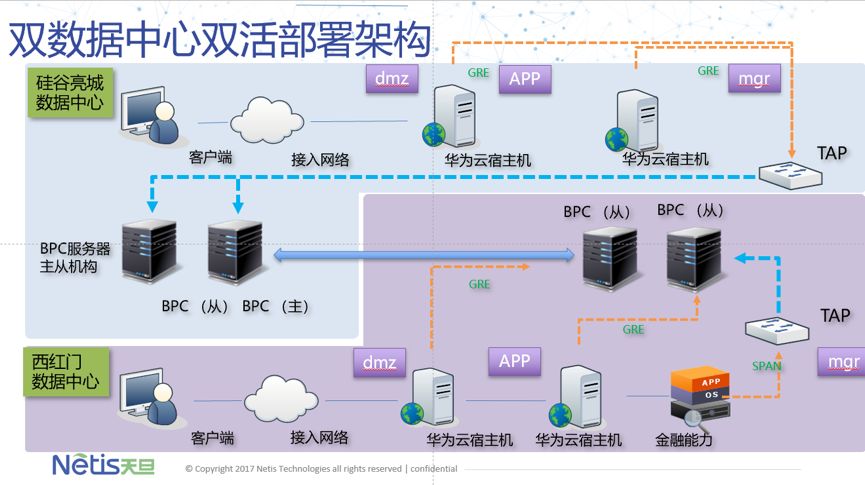 双数据中心双活部署架构
硅谷亮城
数据中心
dmz
GRE
APP
GRE
mgr
TAP
客户端
接入网络
华为云宿主机
华为云宿主机
BPC服务器
主从机构
BPC （从）
BPC （主）
BPC （从）
BPC （从）
GRE
GRE
TAP
西红门
数据中心
dmz
APP
mgr
SPAN
APP
OS
客户端
接入网络
华为云宿主机
华为云宿主机
金融能力
Netis天旦
© Copyright 2017 Netis Technologies all rights reserved | confidential